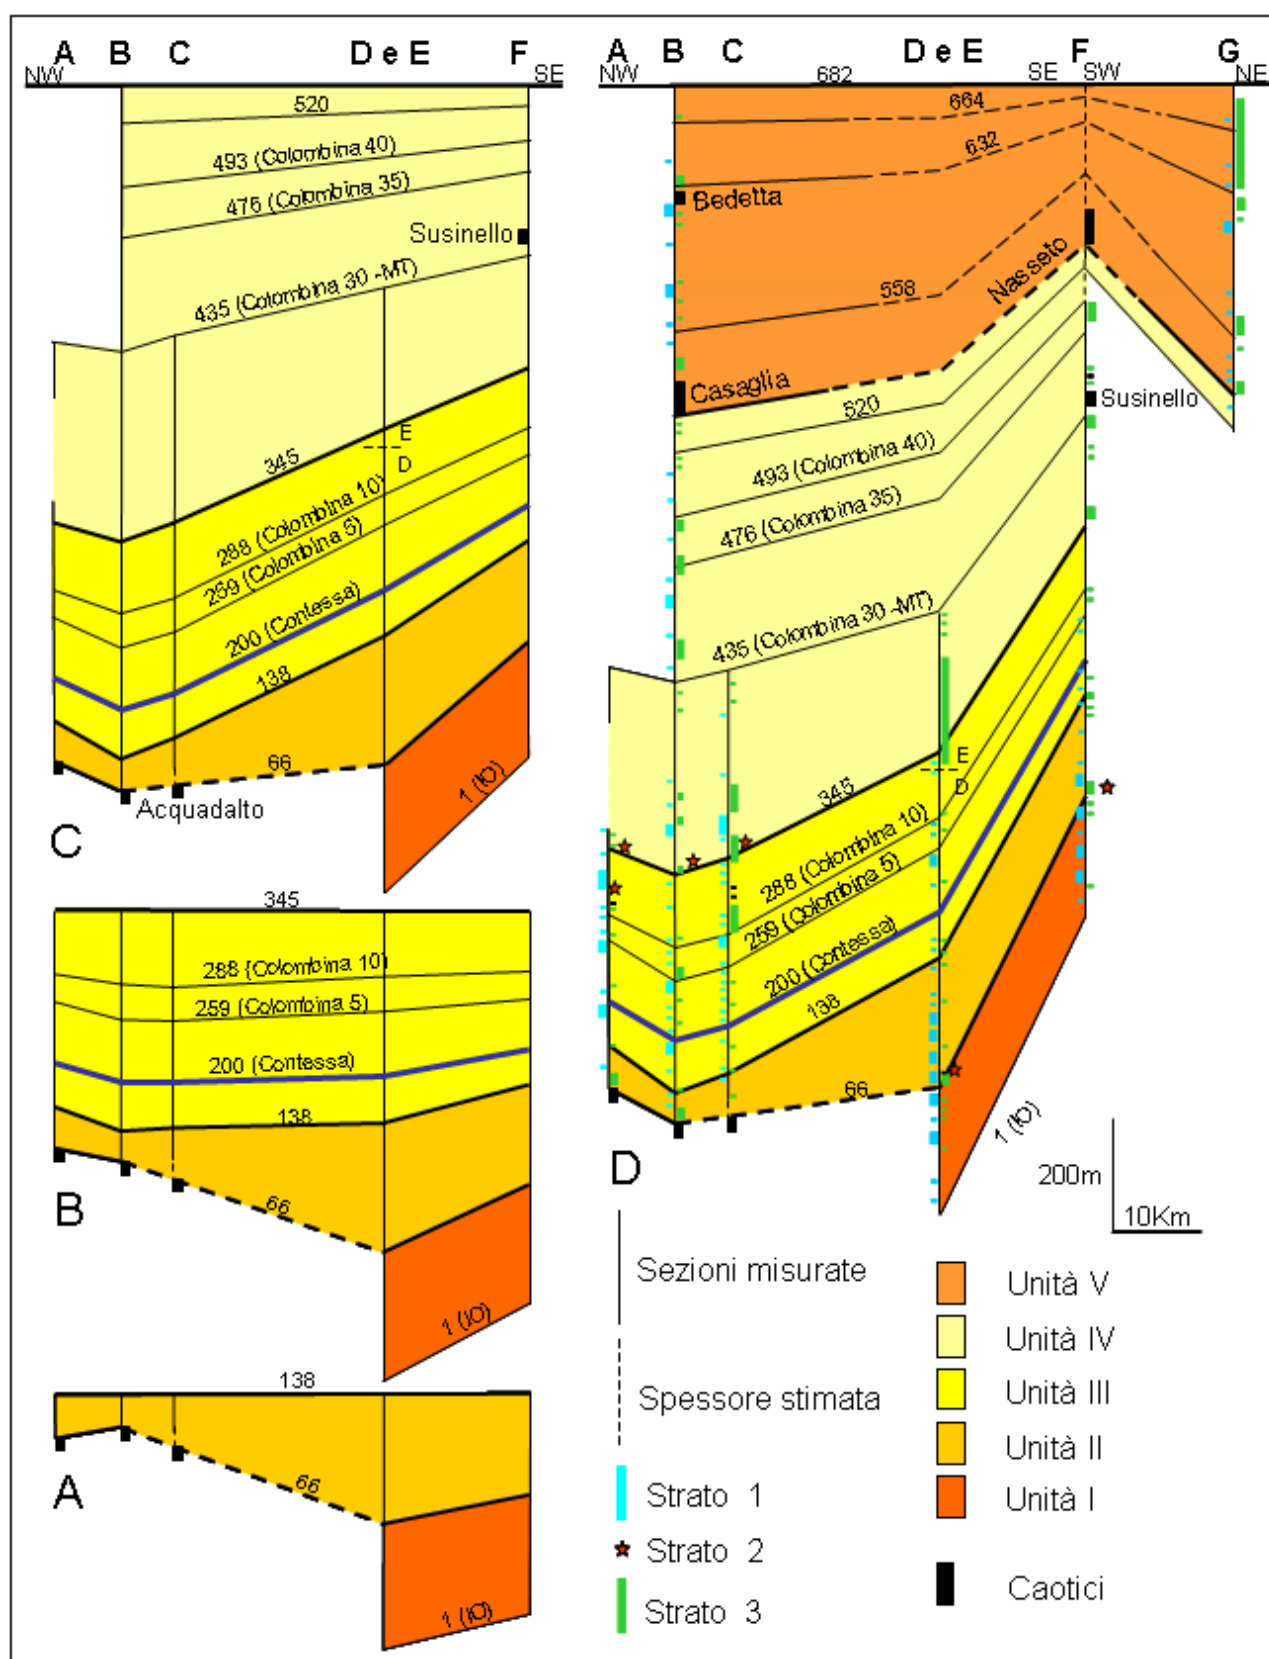 A B C D e E F
NW SE
520
493 (Colombina 40)
476 (Colombina 35)
Susinello
435 (Colombina 30 -MT)
345
E
D
288 (Colombina 10)
259 (Colombina 5)
200 (Contessa)
138
66
1 (IO)
Acquadalto
C
345
288 (Colombina 10)
259 (Colombina 5)
200 (Contessa)
138
66
1 (IO)
B
138
66
1 (IO)
A
A B C D e E F G
NW 682 SE SW NE
664
632
Bedetta
558
Nasseto
Casaglia
520
Susinello
493 (Colombina 40)
476 (Colombina 35)
435 (Colombina 30 -MT)
345
E
D
288 (Colombina 10)
259 (Colombina 5)
200 (Contessa)
138
66
1 (IO)
D
200m
10Km
Sezioni misurate
Spessore stimata
Strato 1
Strato 2
Strato 3
Unità V
Unità IV
Unità III
Unità II
Unità I
Caotici